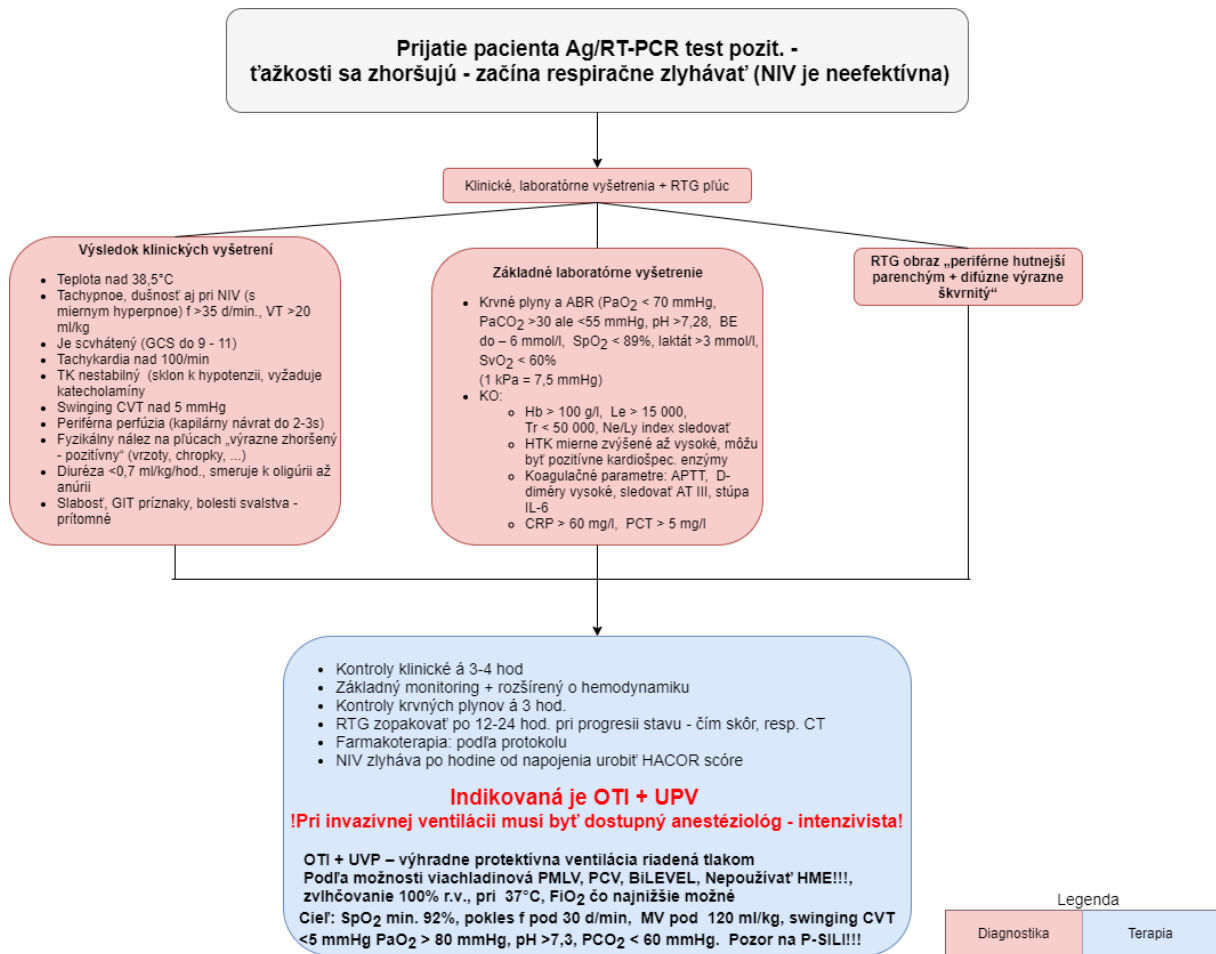 Prijatie pacienta Ag/RT-PCR test pozit. -
ťažkosti sa zhoršujú - začína respiračne zlyhávať (NIV je neefektívna)
Klinické, laboratórne vyšetrenia + RTG pľúc
Výsledok klinických vyšetrení
• Teplota nad 38,5°C
• Tachypnoe, dušnosť aj pri NIV (s
miernym hyperpnoe) f >35 d/min., VT >20
ml/kg
• Je scvhátený (GCS do 9 - 11)
• Tachykardia nad 100/min
• TK nestabilný (sklon k hypotenzii, vyžaduje
katecholamíny
• Swinging CVT nad 5 mmHg
• Periférna perfúzia (kapilárny návrat do 2-3s)
• Fyzikálny nález na pľúcach „výrazne zhoršený
- pozitívny“ (vrzoty, chropky, ...)
• Diuréza <0,7 ml/kg/hod., smeruje k oligúrii až
anúrii
• Slabosť, GIT príznaky, bolesti svalstva -
prítomné
Základné laboratórne vyšetrenie
• Krvné plyny a ABR (PaO2 < 70 mmHg,
PaCO2 >30 ale <55 mmHg, pH >7,28, BE
do – 6 mmol/l, SpO2 < 89%, laktát >3 mmol/l,
SvO2 < 60%
(1 kPa = 7,5 mmHg)
• KO:
◦ Hb > 100 g/l, Le > 15 000,
Tr < 50 000, Ne/Ly index sledovať
◦ HTK mierne zvýšené až vysoké, môžu
byť pozitívne kardiošpec. enzýmy
◦ Koagulačné parametre: APTT, D-
diméry vysoké, sledovať AT III, stúpa
IL-6
◦ CRP > 60 mg/l, PCT > 5 mg/l
RTG obraz „periférne hutnejší
parenchým + difúzne výrazne
škvrnitý“
• Kontroly klinické á 3-4 hod
• Základný monitoring + rozšírený o hemodynamiku
• Kontroly krvných plynov á 3 hod.
• RTG zopakovať po 12-24 hod. pri progresii stavu - čím skôr, resp. CT
• Farmakoterapia: podľa protokolu
• NIV zlyháva po hodine od napojenia urobiť HACOR scóre
Indikovaná je OTI + UPV
!Pri invazívnej ventilácii musí byť dostupný anestéziológ - intenzivista!
OTI + UVP – výhradne protektívna ventilácia riadená tlakom
Podľa možnosti viachladinová PMLV, PCV, BiLEVEL, Nepoužívať HME!!!,
zvlhčovanie 100% r.v., pri 37°C, FiO2 čo najnižšie možné
Cieľ: SpO2 min. 92%, pokles f pod 30 d/min, MV pod 120 ml/kg, swinging CVT
<5 mmHg PaO2 > 80 mmHg, pH >7,3, PCO2 < 60 mmHg. Pozor na P-SILI!!!
Legenda
Diagnostika
Terapia